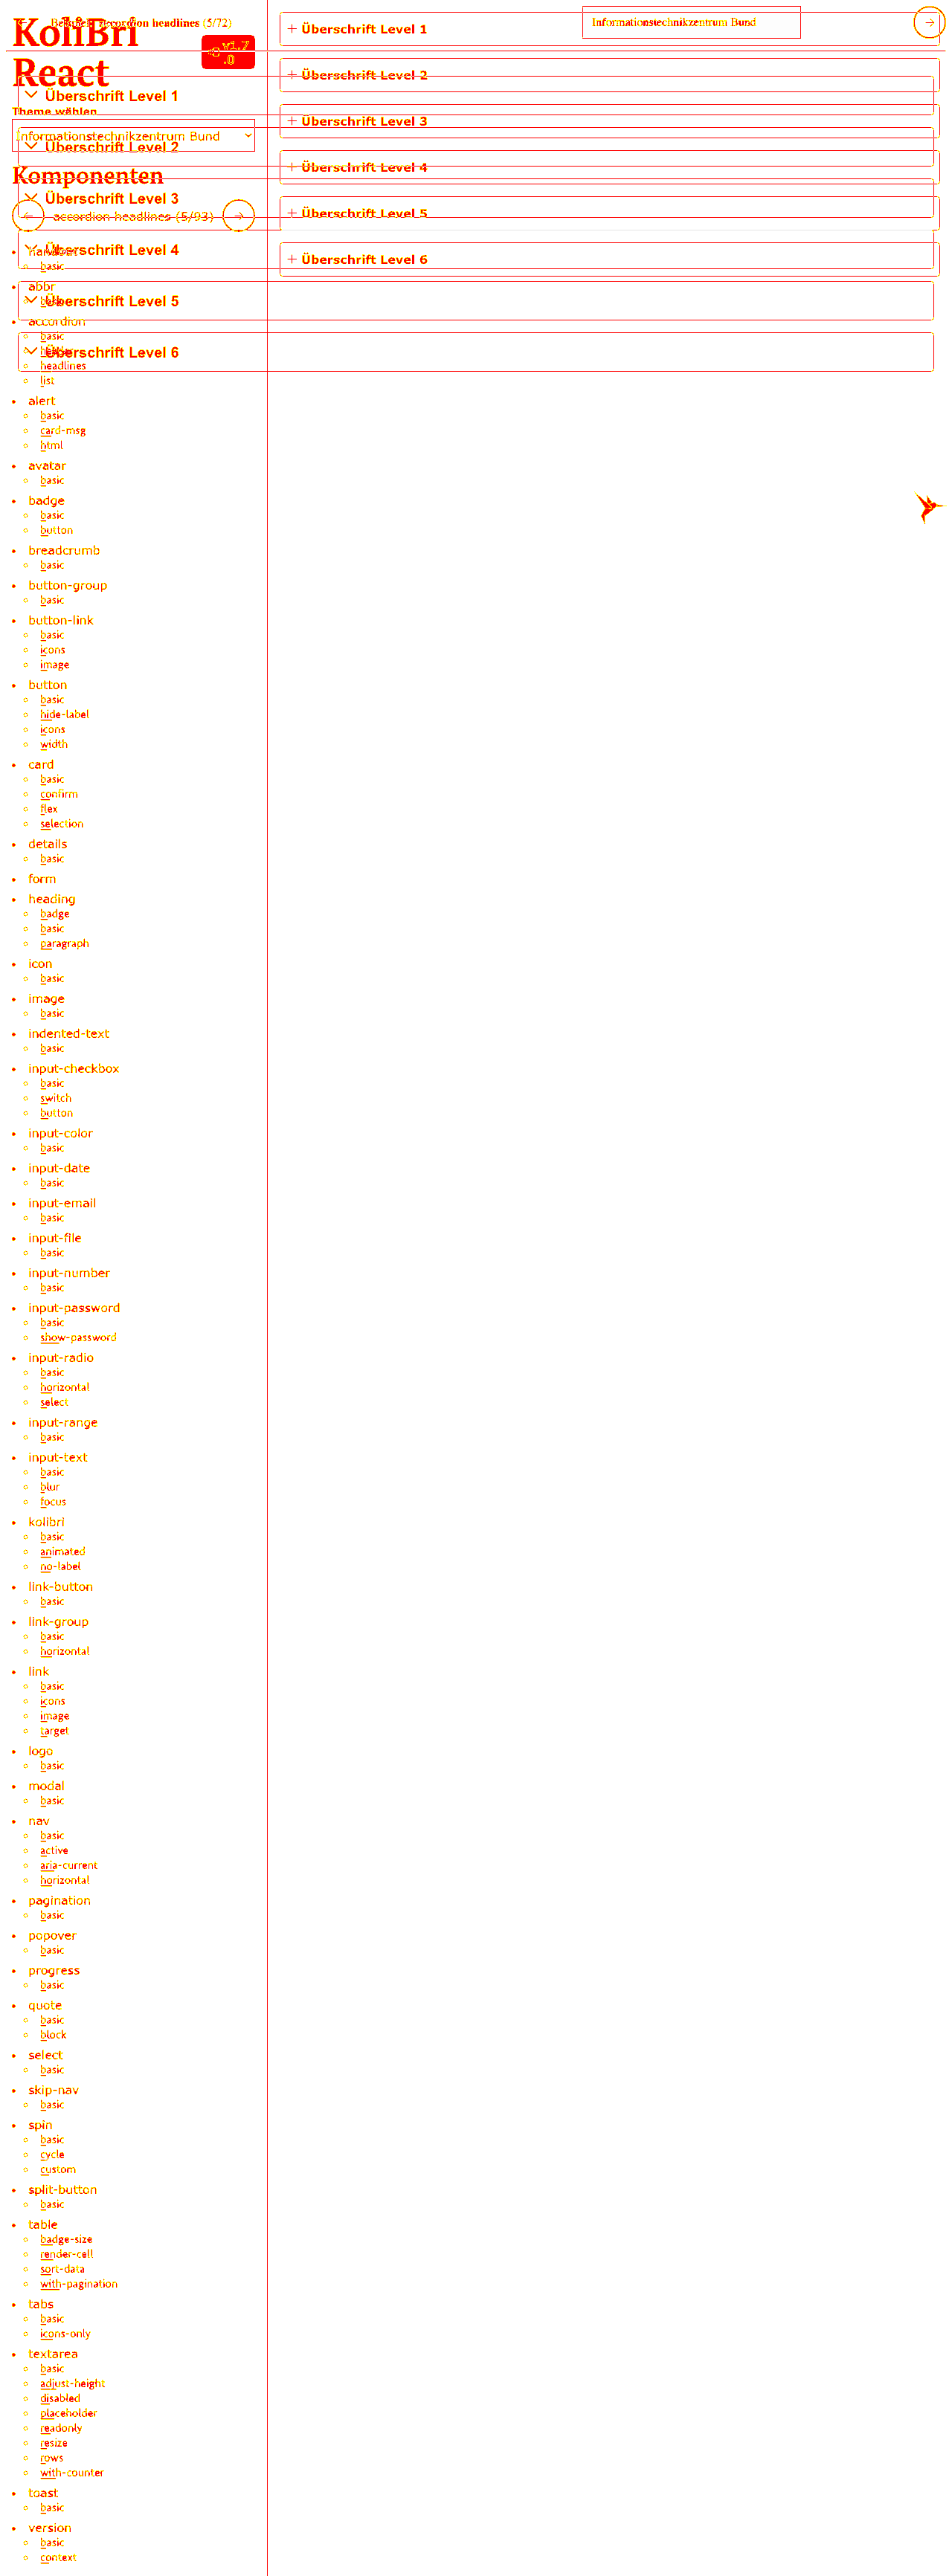 Beispiel: accordion headlines (5/72)
Informationstechnikzentrum Bund
KoliBri
React
v1.7
.0
Überschrift Level 1
Überschrift Level 2
Überschrift Level 3
Überschrift Level 4
Überschrift Level 5
Überschrift Level 6
Überschrift Level 1
Theme wählen
Informationstechnikzentrum Bund
Überschrift Level 2
Komponenten
Überschrift Level 3
accordion headlines (5/93)
Überschrift Level 4
basic
abbr
Überschrift Level 5
accordion
basic
Überschrift Level 6
headlines
list
alert
basic
card-msg
html
avatar
basic
badge
basic
button
breadcrumb
basic
button-group
basic
button-link
basic
icons
image
button
basic
hide-label
icons
width
card
basic
confirm
flex
selection
details
basic
form
heading
badge
basic
paragraph
icon
basic
image
basic
indented-text
basic
input-checkbox
basic
switch
button
input-color
basic
input-date
basic
input-email
basic
input-file
basic
input-number
basic
input-password
basic
show-password
input-radio
basic
horizontal
select
input-range
basic
input-text
basic
blur
focus
kolibri
basic
animated
no-label
link-button
basic
link-group
basic
horizontal
link
basic
icons
image
target
logo
basic
modal
basic
nav
basic
active
aria-current
horizontal
pagination
basic
popover
basic
progress
basic
quote
basic
block
select
basic
skip-nav
basic
spin
basic
cycle
custom
split-button
basic
table
badge-size
render-cell
sort-data
with-pagination
tabs
basic
icons-only
textarea
basic
adjust-height
disabled
placeholder
readonly
resize
rows
with-counter
toast
basic
version
basic
context